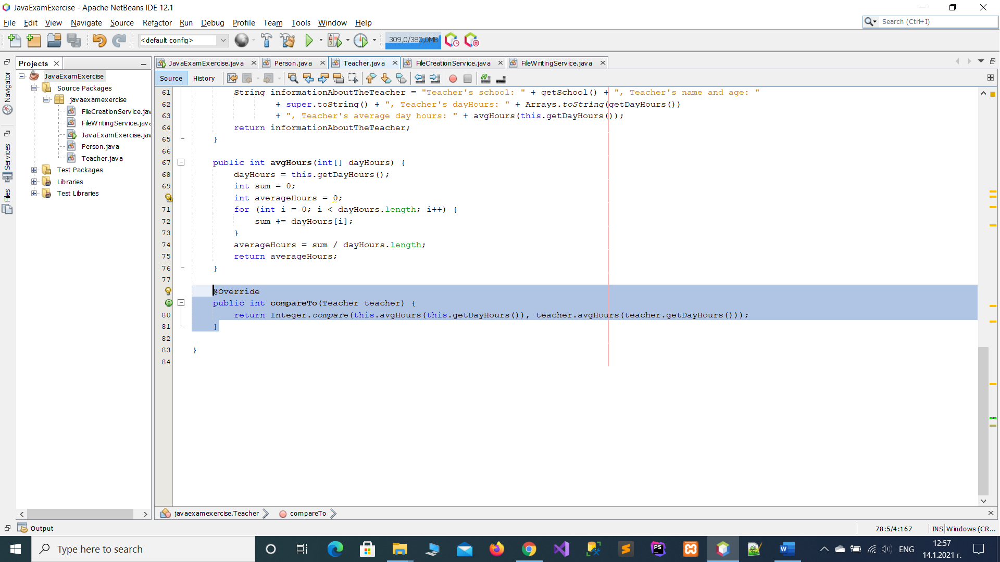 JavaExamExercise - Apache NetBeans IDE 12.1
File Edit View Navigate Source Refactor Run Debug Profile Team Tools Window Help
Search (Ctrl+I)
<default config>
309,0/380,0MB
Projects
JavaExamExercise.java Person.java Teacher.java FileCreationService.java FileWritingService.java
Source History
Navigator
Services
Files
JavaExamExercise
Source Packages
javaexamexercise
FileCreationService.jav
FileWritingService.java
JavaExamExercise.jav
Person.java
Teacher.java
Test Packages
Libraries
Test Libraries
61 String informationAboutTheTeacher = "Teacher's school: " + getSchool() + ", Teacher's name and age: "
62 + super.toString() + ", Teacher's dayHours: " + Arrays.toString(getDayHours())
63 + ", Teacher's average day hours: " + avgHours(this.getDayHours());
64 return informationAboutTheTeacher;
65 }
66
67 public int avgHours(int[] dayHours) {
68 dayHours = this.getDayHours();
69 int sum = 0;
int averageHours = 0;
71 for (int i = 0; i < dayHours.length; i++) {
72 sum += dayHours[i];
73 }
74 averageHours = sum / dayHours.length;
75 return averageHours;
76 }
77
@Override
public int compareTo(Teacher teacher) {
80 return Integer.compare(this.avgHours(this.getDayHours()), teacher.avgHours(teacher.getDayHours()));
81 }
82
83 }
84
javaexamexercise.Teacher compareTo
Output
78:5/4:167 INS Windows (CR...
Type here to search
PS
W
ENG
12:57
14.1.2021 г.